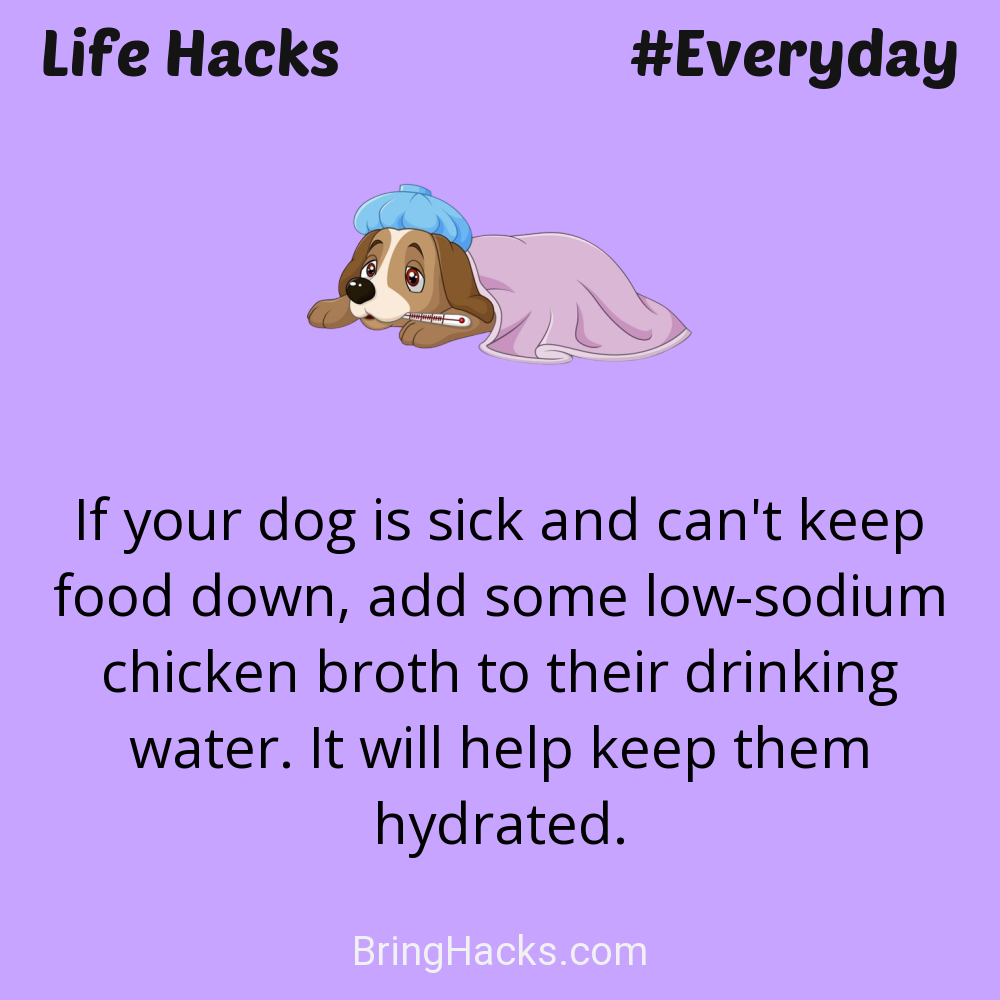 Life Hacks
#Everyday
If your dog is sick and can't keep
food down, add some low-sodium
chicken broth to their drinking
water. It will help keep them
hydrated.
BringHacks.com